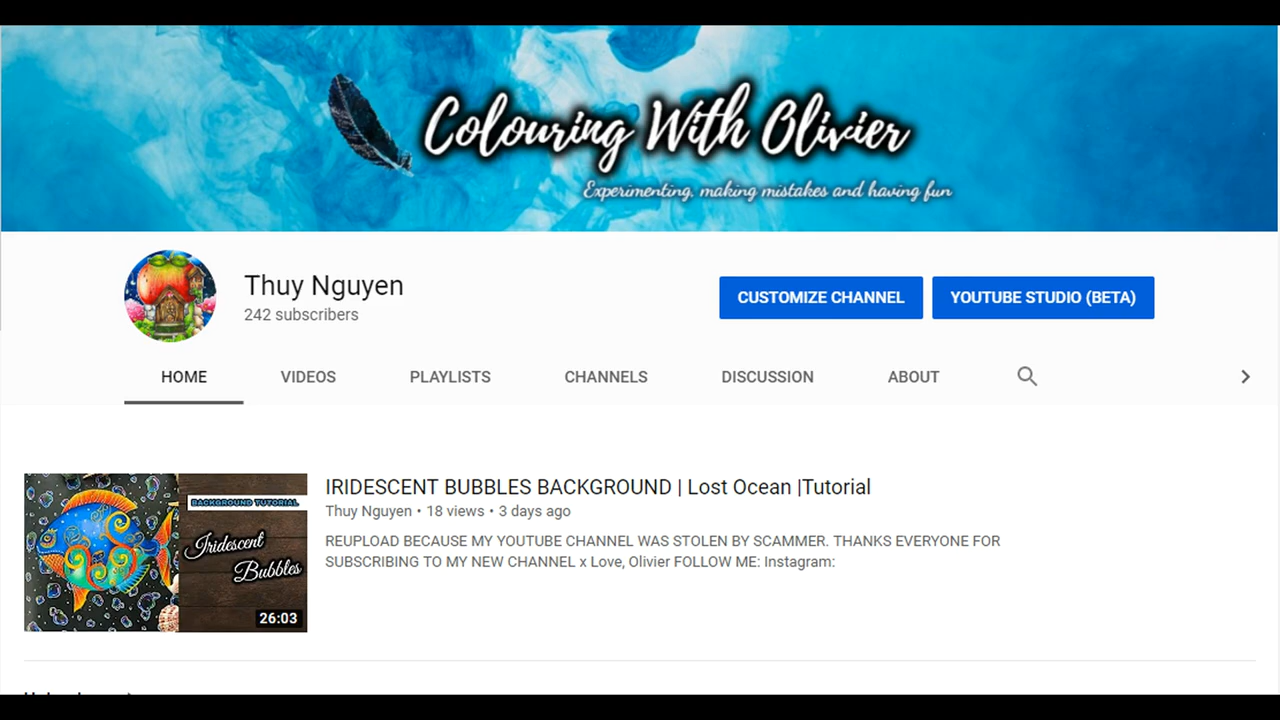 Colouring With Olivier
Experimenting, making mistakes and having fun
Thuy Nguyen
242 subscribers
CUSTOMIZE CHANNEL
YOUTUBE STUDIO (BETA)
HOME
VIDEOS
PLAYLISTS
CHANNELS
DISCUSSION
ABOUT
BACKGROUND TUTORIAL
Iridescent
Bubbles
26:03
IRIDESCENT BUBBLES BACKGROUND | Lost Ocean |Tutorial
Thuy Nguyen • 18 views • 3 days ago
REUPLOAD BECAUSE MY YOUTUBE CHANNEL WAS STOLEN BY SCAMMER. THANKS EVERYONE FOR
SUBSCRIBING TO MY NEW CHANNEL x Love, Olivier FOLLOW ME: Instagram: